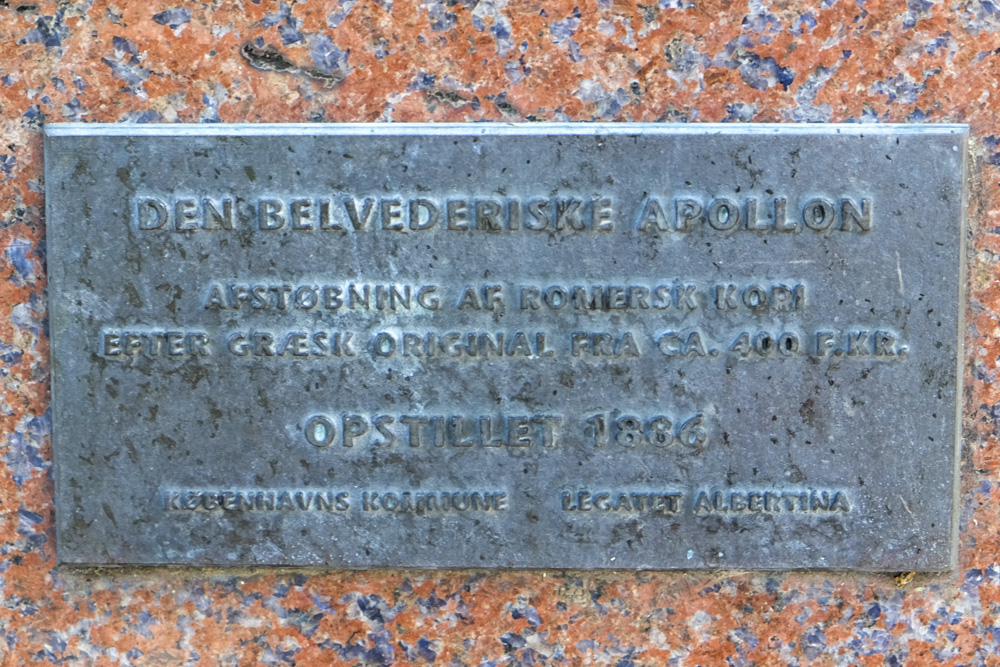 DEN BELVEDERISKE APOLLON
AFSTØBNING AF ROMERSK KOPI
EFTER GRÆSK ORIGINAL FRA CA. 400 F.KR.
OPSTILLET 1886
KØBENHAVNS KOMMUNE LEGATET ALBERTINA